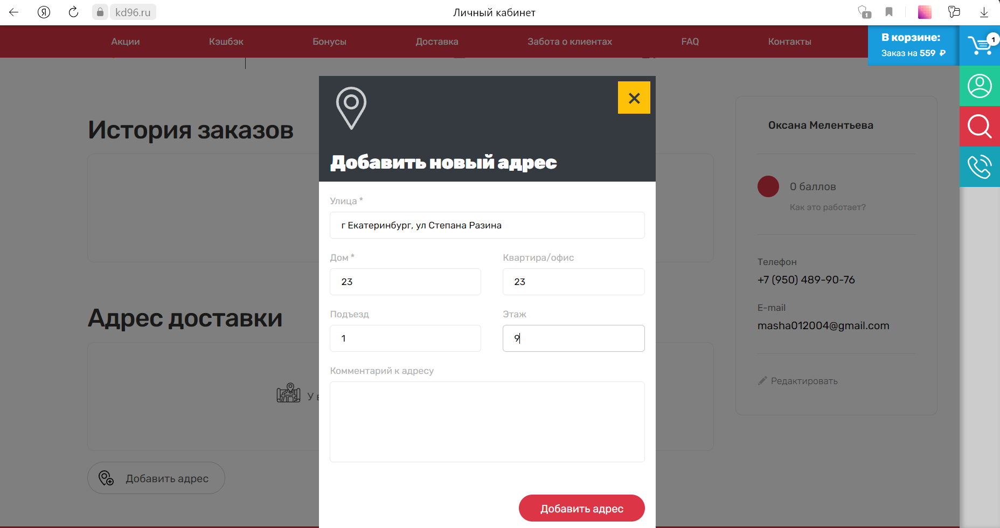 kd96.ru
Личный кабинет
1
Акции
Кэшбэк
Бонусы
Доставка
Забота о клиентах
FAQ
Контакты
В корзине:
Заказ на 559 ₽
1
История заказов
Адрес доставки
У
Добавить адрес
Добавить новый адрес
Улица *
г Екатеринбург, ул Степана Разина
Дом *
Квартира/офис
23
23
Подъезд
Этаж
1
9
Комментарий к адресу
Добавить адрес
Оксана Мелентьева
0 баллов
Как это работает?
Телефон
+7 (950) 489-90-76
E-mail
masha012004@gmail.com
Редактировать